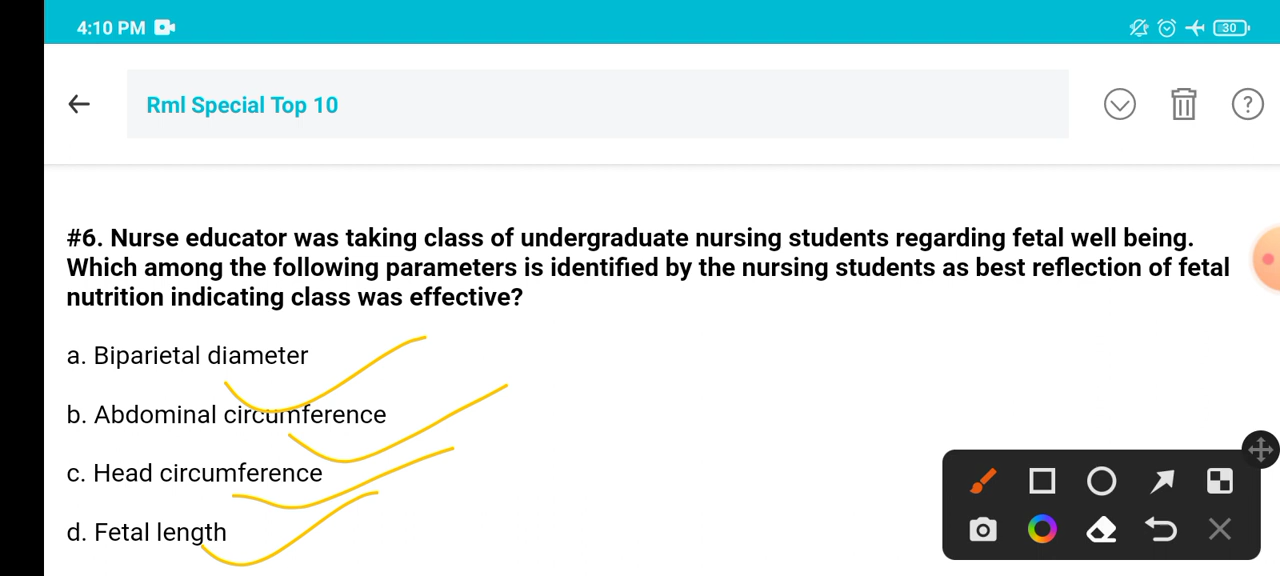 4:10 PM
30
Rml Special Top 10
?
#6. Nurse educator was taking class of undergraduate nursing students regarding fetal well being.
Which among the following parameters is identified by the nursing students as best reflection of fetal
nutrition indicating class was effective?
a. Biparietal diameter
b. Abdominal circumference
c. Head circumference
d. Fetal length